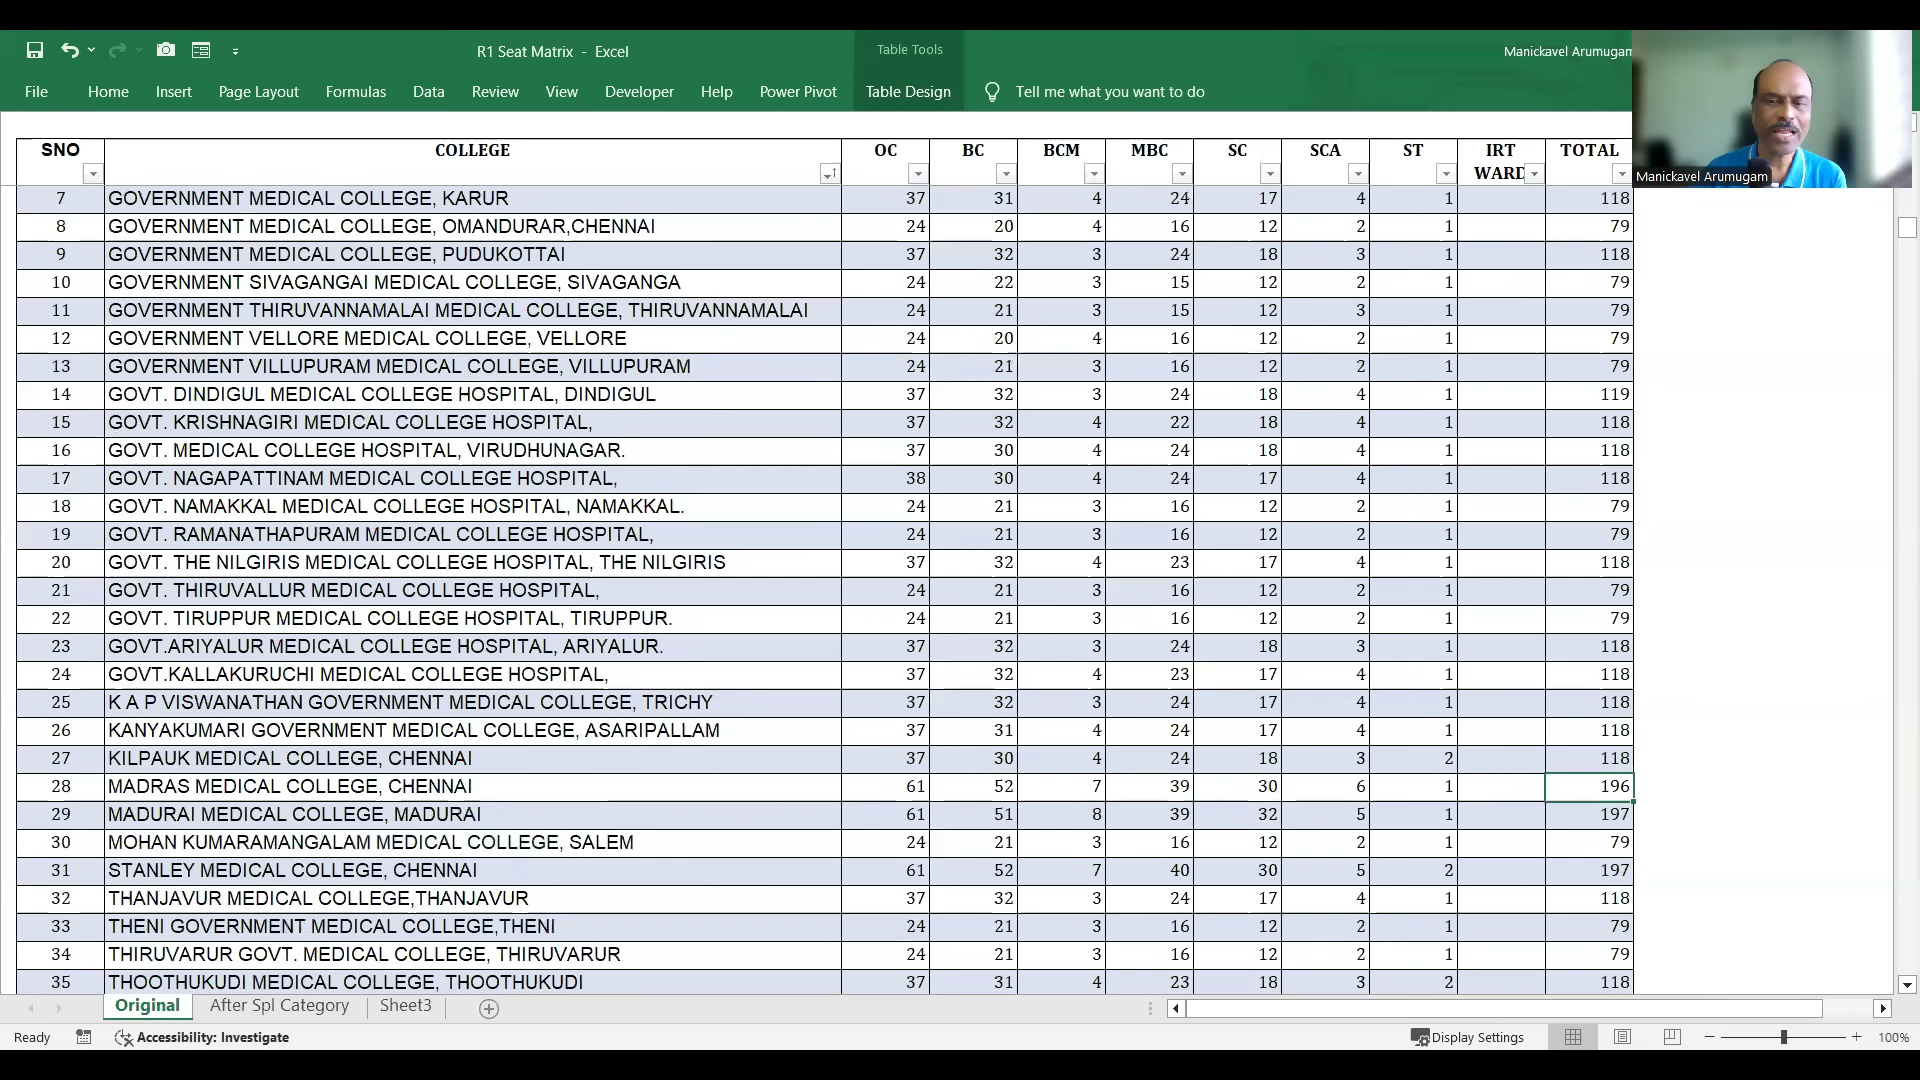 R1 Seat Matrix - Excel
Table Tools
Manickavel Arumugam
File Home Insert Page Layout Formulas Data Review View Developer Help Power Pivot Table Design Tell me what you want to do
Manickavel Arumugam
SNO COLLEGE OC BC BCM MBC SC SCA ST IRT WARD TOTAL
7 GOVERNMENT MEDICAL COLLEGE, KARUR 37 31 4 24 17 4 1 118
8 GOVERNMENT MEDICAL COLLEGE, OMANDURAR,CHENNAI 24 20 4 16 12 2 1 79
9 GOVERNMENT MEDICAL COLLEGE, PUDUKOTTAI 37 32 3 24 18 3 1 118
10 GOVERNMENT SIVAGANGAI MEDICAL COLLEGE, SIVAGANGA 24 22 3 15 12 2 1 79
11 GOVERNMENT THIRUVANNAMALAI MEDICAL COLLEGE, THIRUVANNAMALAI 24 21 3 15 12 3 1 79
12 GOVERNMENT VELLORE MEDICAL COLLEGE, VELLORE 24 20 4 16 12 2 1 79
13 GOVERNMENT VILLUPURAM MEDICAL COLLEGE, VILLUPURAM 24 21 3 16 12 2 1 79
14 GOVT. DINDIGUL MEDICAL COLLEGE HOSPITAL, DINDIGUL 37 32 3 24 18 4 1 119
15 GOVT. KRISHNAGIRI MEDICAL COLLEGE HOSPITAL, 37 32 4 22 18 4 1 118
16 GOVT. MEDICAL COLLEGE HOSPITAL, VIRUDHUNAGAR. 37 30 4 24 18 4 1 118
17 GOVT. NAGAPATTINAM MEDICAL COLLEGE HOSPITAL, 38 30 4 24 17 4 1 118
18 GOVT. NAMAKKAL MEDICAL COLLEGE HOSPITAL, NAMAKKAL. 24 21 3 16 12 2 1 79
19 GOVT. RAMANATHAPURAM MEDICAL COLLEGE HOSPITAL, 24 21 3 16 12 2 1 79
20 GOVT. THE NILGIRIS MEDICAL COLLEGE HOSPITAL, THE NILGIRIS 37 32 4 23 17 4 1 118
21 GOVT. THIRUVALLUR MEDICAL COLLEGE HOSPITAL, 24 21 3 16 12 2 1 79
22 GOVT. TIRUPPUR MEDICAL COLLEGE HOSPITAL, TIRUPPUR. 24 21 3 16 12 2 1 79
23 GOVT.ARIYALUR MEDICAL COLLEGE HOSPITAL, ARIYALUR. 37 32 3 24 18 3 1 118
24 GOVT.KALLAKURUCHI MEDICAL COLLEGE HOSPITAL, 37 32 4 23 17 4 1 118
25 K A P VISWANATHAN GOVERNMENT MEDICAL COLLEGE, TRICHY 37 32 3 24 17 4 1 118
26 KANYAKUMARI GOVERNMENT MEDICAL COLLEGE, ASARIPALLAM 37 31 4 24 17 4 1 118
27 KILPAUK MEDICAL COLLEGE, CHENNAI 37 30 4 24 18 3 2 118
28 MADRAS MEDICAL COLLEGE, CHENNAI 61 52 7 39 30 6 1 196
29 MADURAI MEDICAL COLLEGE, MADURAI 61 51 8 39 32 5 1 197
30 MOHAN KUMARAMANGALAM MEDICAL COLLEGE, SALEM 24 21 3 16 12 2 1 79
31 STANLEY MEDICAL COLLEGE, CHENNAI 61 52 7 40 30 5 2 197
32 THANJAVUR MEDICAL COLLEGE,THANJAVUR 37 32 3 24 17 4 1 118
33 THENI GOVERNMENT MEDICAL COLLEGE,THENI 24 21 3 16 12 2 1 79
34 THIRUVARUR GOVT. MEDICAL COLLEGE, THIRUVARUR 24 21 3 16 12 2 1 79
35 THOOTHUKUDI MEDICAL COLLEGE, THOOTHUKUDI 37 31 4 23 18 3 2 118
Original After Spl Category Sheet3
Ready Accessibility: Investigate Display Settings 100%